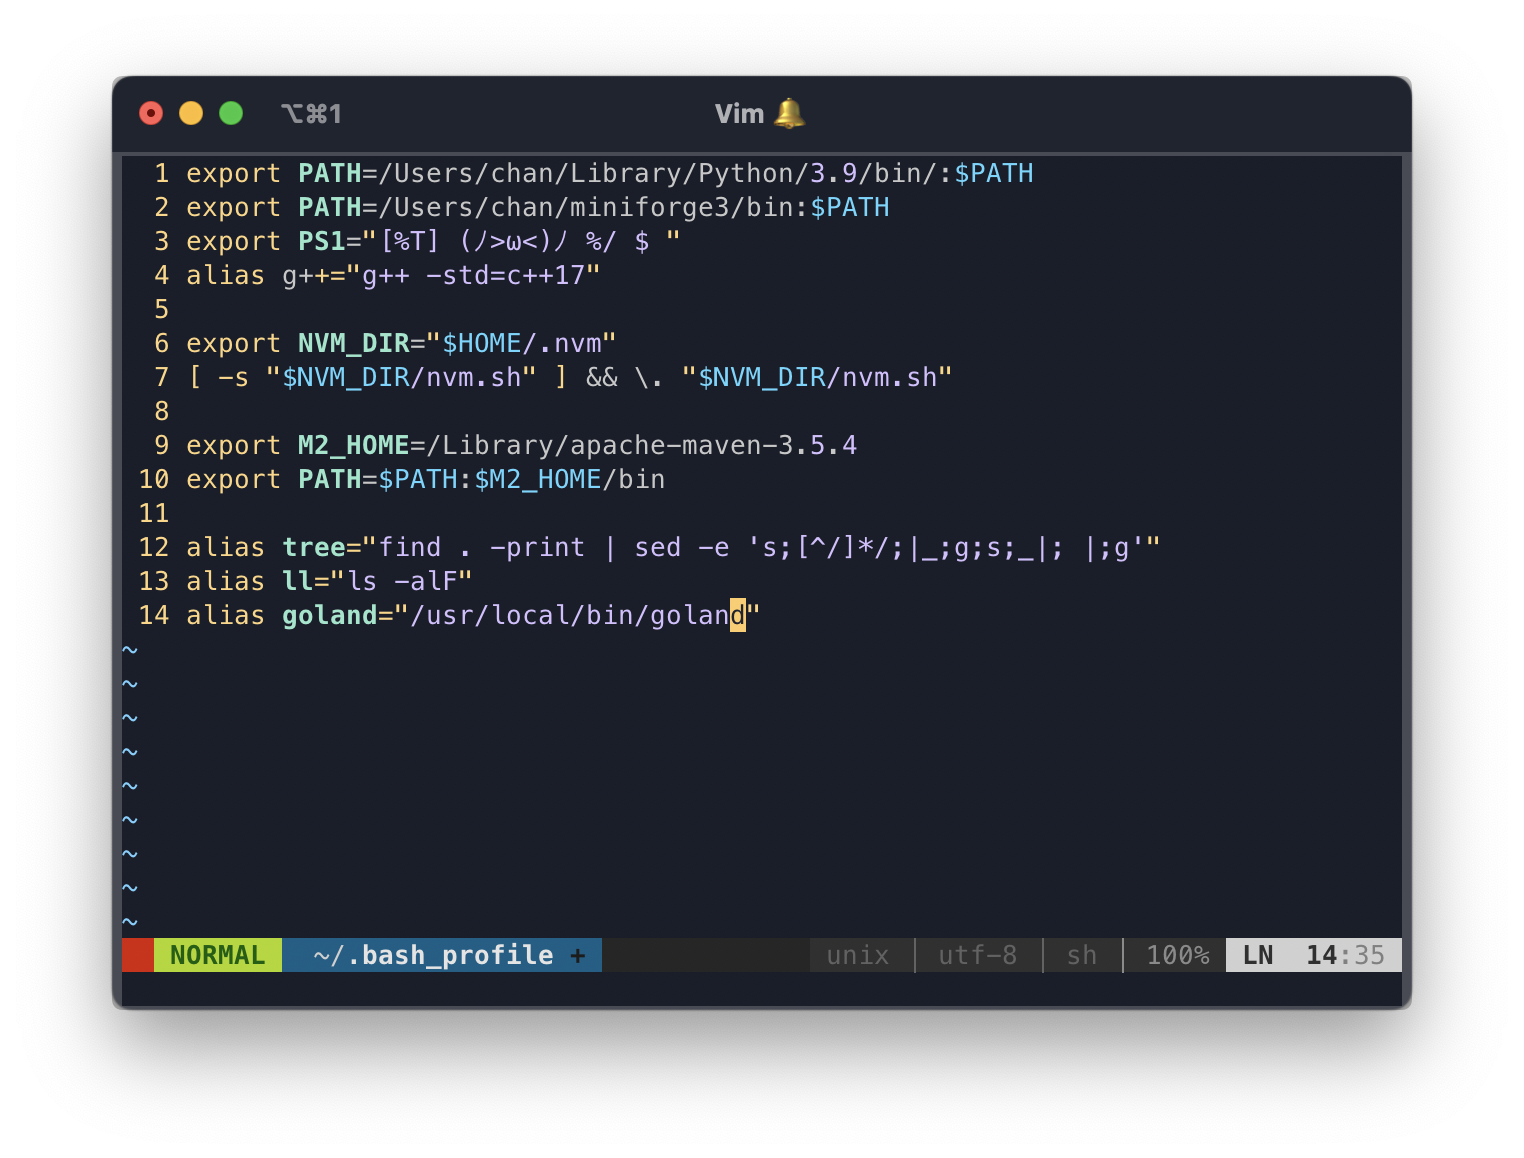 ⌥⌘1
Vim 🔔
1 export PATH=/Users/chan/Library/Python/3.9/bin/:$PATH
2 export PATH=/Users/chan/miniforge3/bin:$PATH
3 export PS1="[%T] (ﾉ>ω<)ﾉ %/ $ "
4 alias g++="g++ -std=c++17"
5
6 export NVM_DIR="$HOME/.nvm"
7 [ -s "$NVM_DIR/nvm.sh" ] && \. "$NVM_DIR/nvm.sh"
8
9 export M2_HOME=/Library/apache-maven-3.5.4
10 export PATH=$PATH:$M2_HOME/bin
11
12 alias tree="find . -print | sed -e 's;[^/]*/;|_;g;s;_|; |;g'"
13 alias ll="ls -alF"
14 alias goland="/usr/local/bin/goland"
~
~
~
~
~
~
~
~
~
NORMAL ~/.bash_profile + unix | utf-8 | sh | 100% LN 14:35